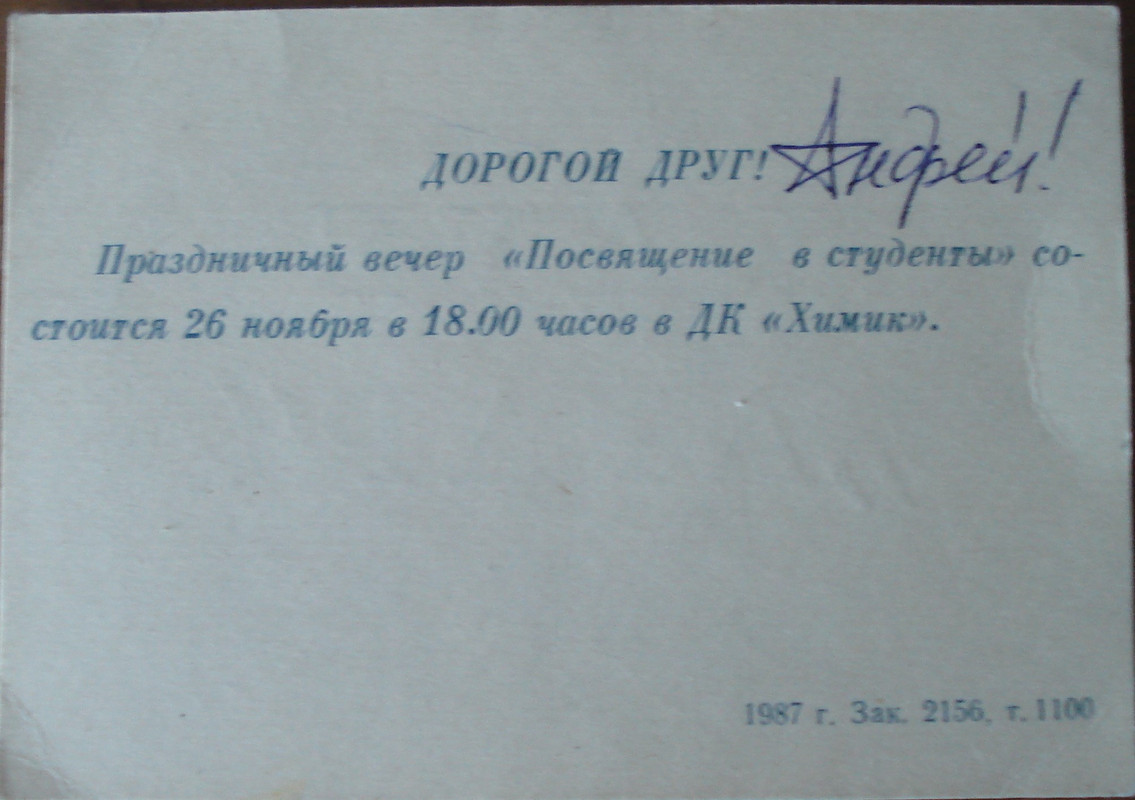 ДОРОГОЙ ДРУГ! Андрей!
Праздничный вечер «Посвящение в студенты» со-
стоится 26 ноября в 18.00 часов в ДК «Химик».
1987 г. Зак. 2156, т. 1100